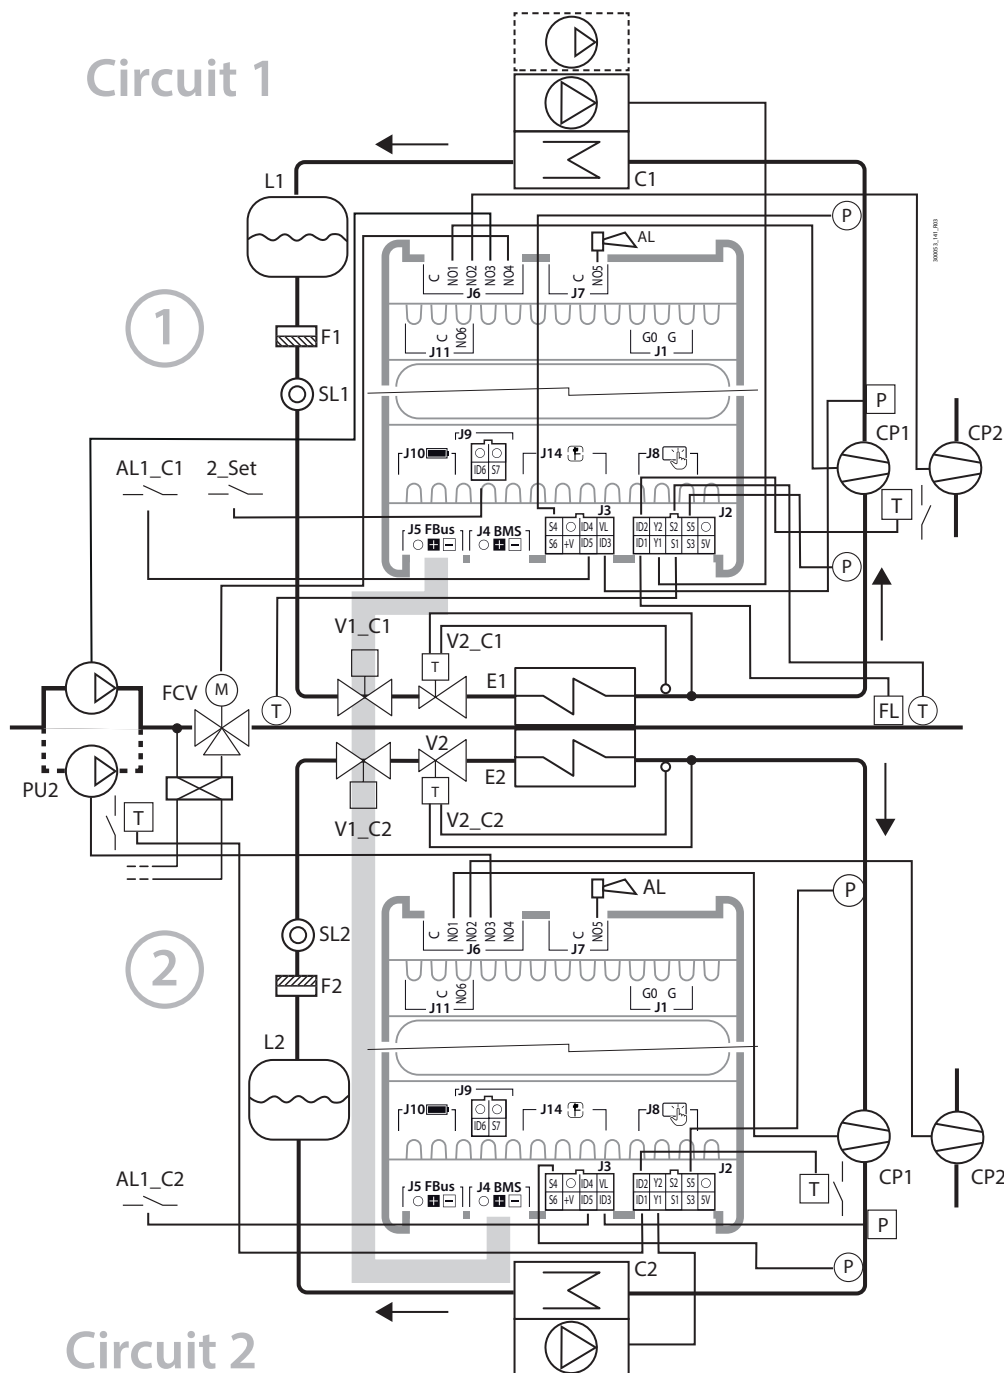 Circuit 1
C1
L1
P
300053_141_R03
AL
C
NO1
NO2
NO3
NO4
J6
C
NO5
J7
1
F1
C
NO6
J11
G0 G
J1
SL1
P
CP1
CP2
J9
J10
ID6 S7
J14
J8
AL1_C1
2_Set
T
J3
J2
S4 ID4 VL
S6 +V ID5 ID3
ID2 Y2 S2 S5
ID1 Y1 S1 S3 5V
J5 FBus
J4 BMS
P
V1_C1
V2_C1
T
FCV
M
E1
T
FL
T
V2
E2
PU2
T
T
V1_C2
V2_C2
P
AL
C
NO1
NO2
NO3
NO4
J6
C
NO5
J7
SL2
2
F2
C
NO6
J11
G0 G
J1
L2
J9
J10
ID6 S7
J14
J8
CP1
CP2
AL1_C2
J3
J2
S4 ID4 VL
S6 +V ID5 ID3
ID2 Y2 S2 S5
ID1 Y1 S1 S3 5V
T
J5 FBus
J4 BMS
P
C2
P
Circuit 2